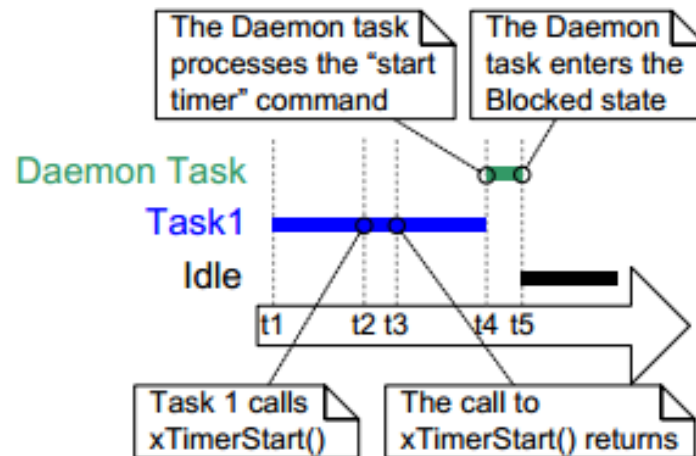 The Daemon task
processes the “start
timer” command
The Daemon
task enters the
Blocked state
Daemon Task
Task1
Idle
t1 t2 t3 t4 t5
Task 1 calls
xTimerStart()
The call to
xTimerStart() returns